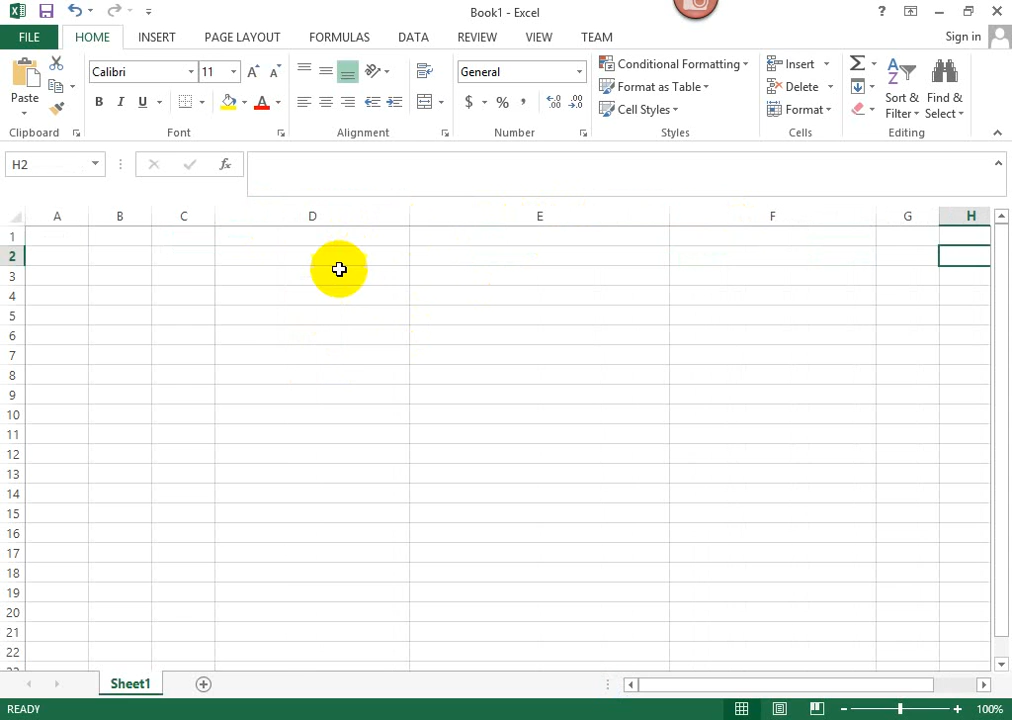 Book1 - Excel
FILE HOME INSERT PAGE LAYOUT FORMULAS DATA REVIEW VIEW TEAM Sign in
Paste
Calibri 11
B I U A
General
$ % ,
Conditional Formatting
Format as Table
Cell Styles
Insert
Delete
Format
Sort & Filter
Find & Select
Clipboard Font Alignment Number Styles Cells Editing
H2 fx
A B C D E F G H
1
2
3
4
5
6
7
8
9
10
11
12
13
14
15
16
17
18
19
20
21
22
Sheet1
READY 100%